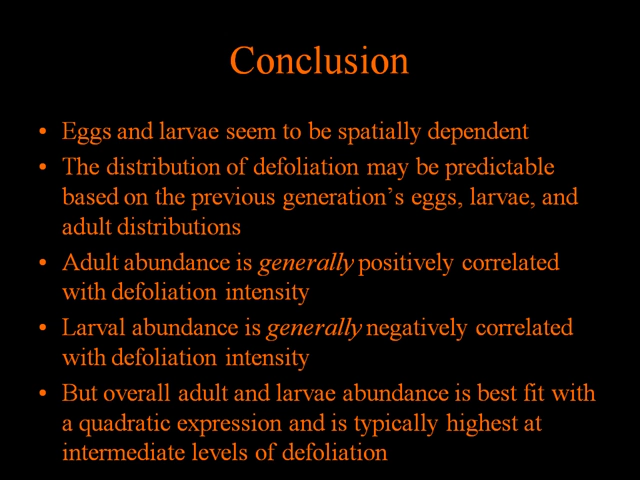 Conclusion
• Eggs and larvae seem to be spatially dependent
• The distribution of defoliation may be predictable
based on the previous generation’s eggs, larvae, and
adult distributions
• Adult abundance is generally positively correlated
with defoliation intensity
• Larval abundance is generally negatively correlated
with defoliation intensity
• But overall adult and larvae abundance is best fit with
a quadratic expression and is typically highest at
intermediate levels of defoliation